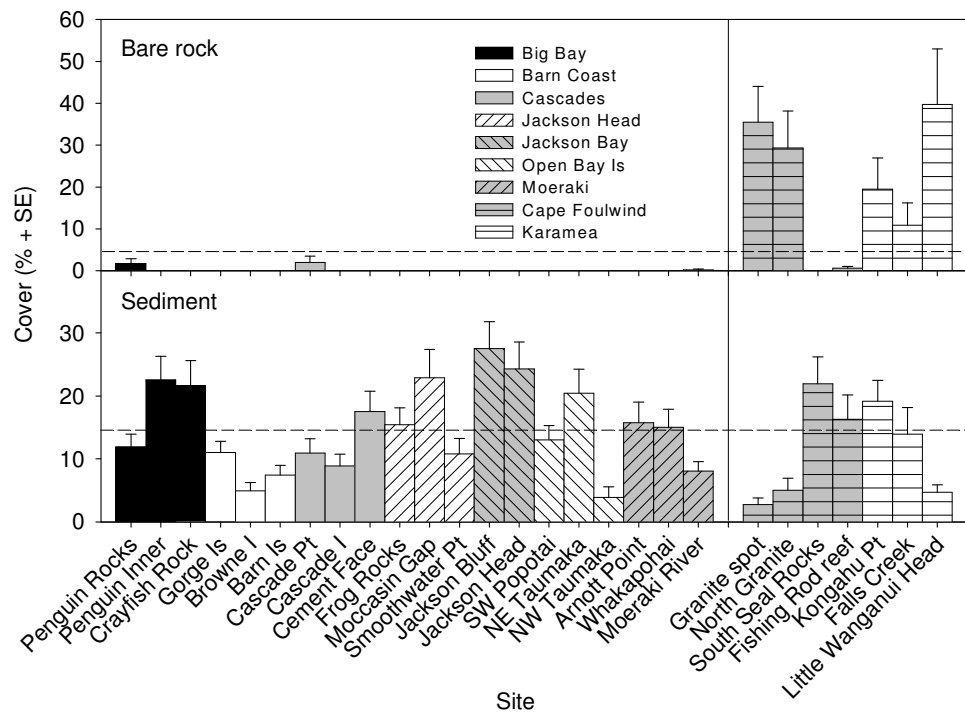 60
50
40
30
20
10
0
Bare rock
Big Bay
Barn Coast
Cascades
Jackson Head
Jackson Bay
Open Bay Is
Moeraki
Cape Foulwind
Karamea
Cover (% + SE)
Sediment
30
20
10
0
Penguin Rocks
Penguin Inner
Crayfish Rock
Gorge Is
Browne I
Barn Is
Cascade Pt
Cascade I
Cement Face
Frog Rocks
Moccasin Gap
Smoothwater Pt
Jackson Bluff
Jackson Head
SW Popotai
NE Taumaka
NW Taumaka
Arnott Point
Whakapohai
Moeraki River
Granite spot
North Granite
South Seal Rocks
Fishing Rod reef
Kongahu Pt
Falls Creek
Little Wanganui Head
Site